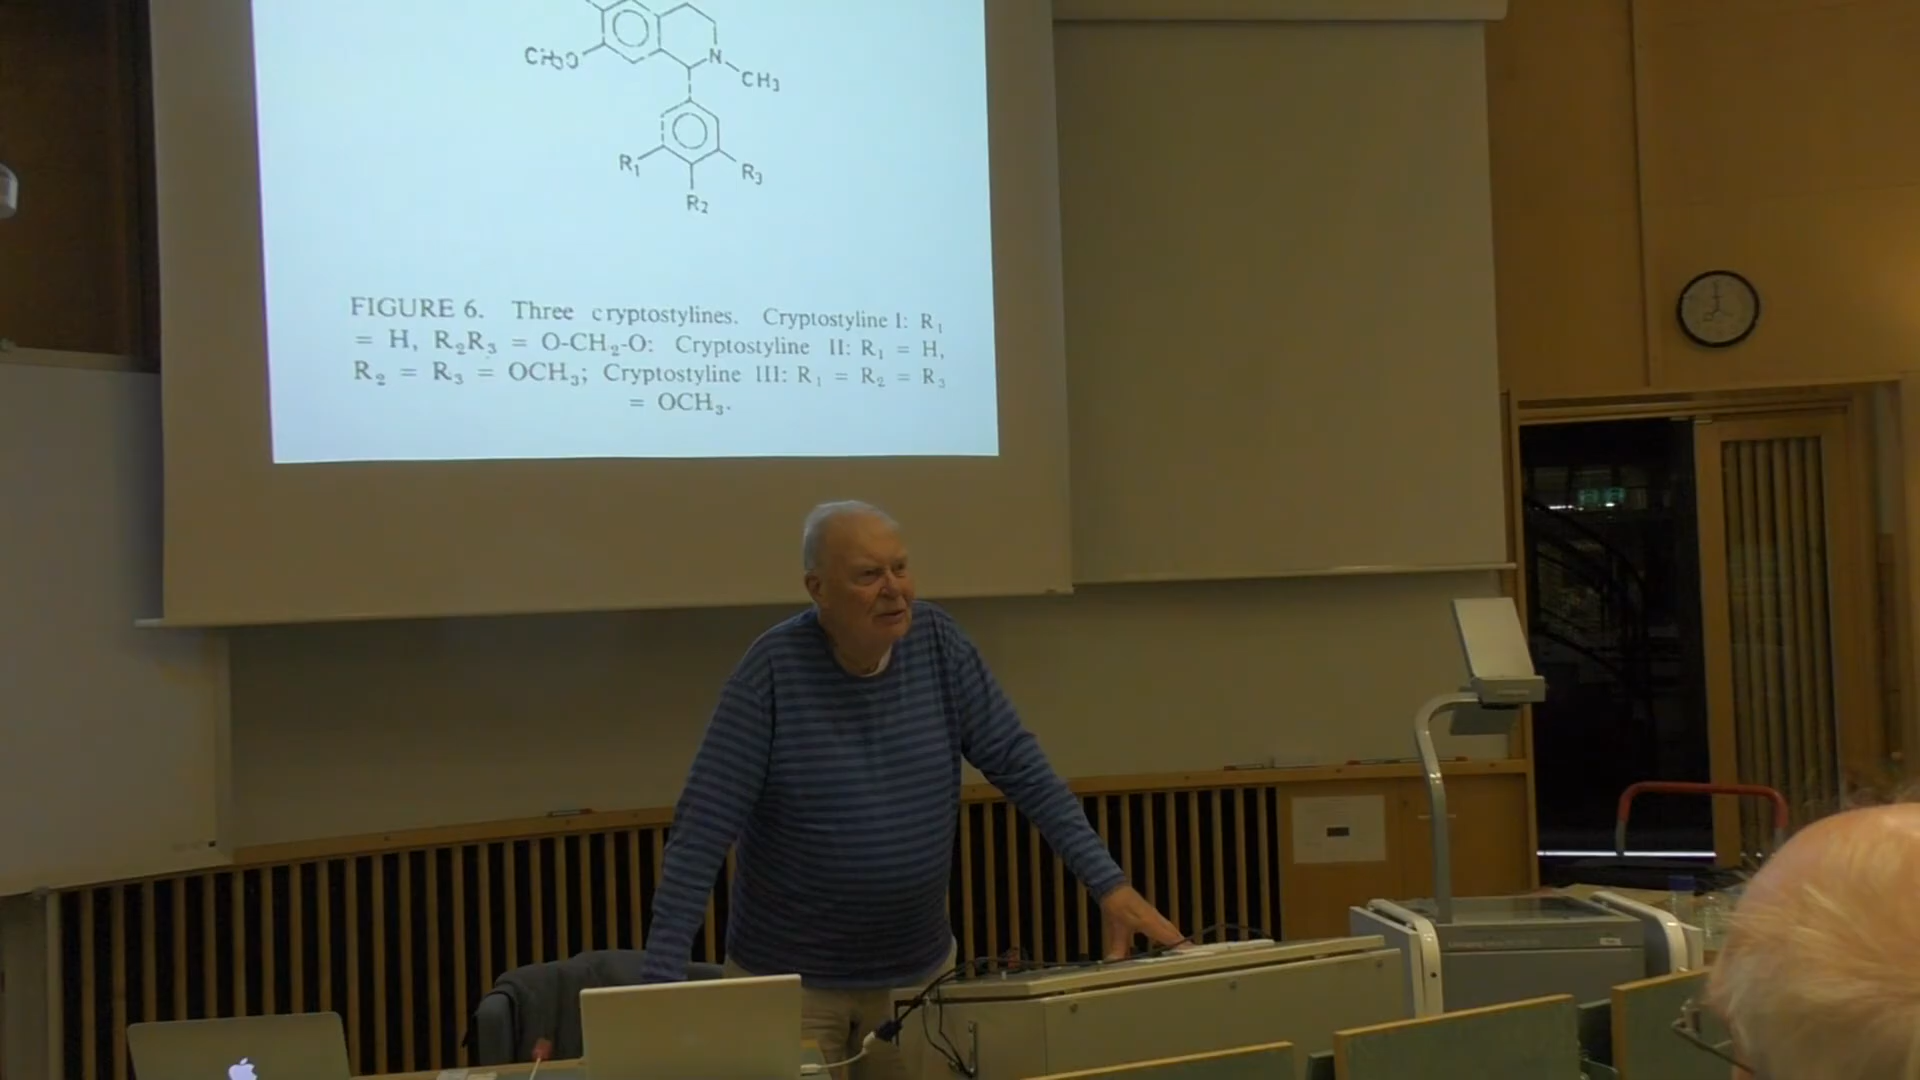 CH3O
N
CH3
R1
R3
R2
FIGURE 6. Three cryptostylines. Cryptostyline I: R1
= H, R2R3 = O-CH2-O: Cryptostyline II: R1 = H,
R2 = R3 = OCH3; Cryptostyline III: R1 = R2 = R3
= OCH3.